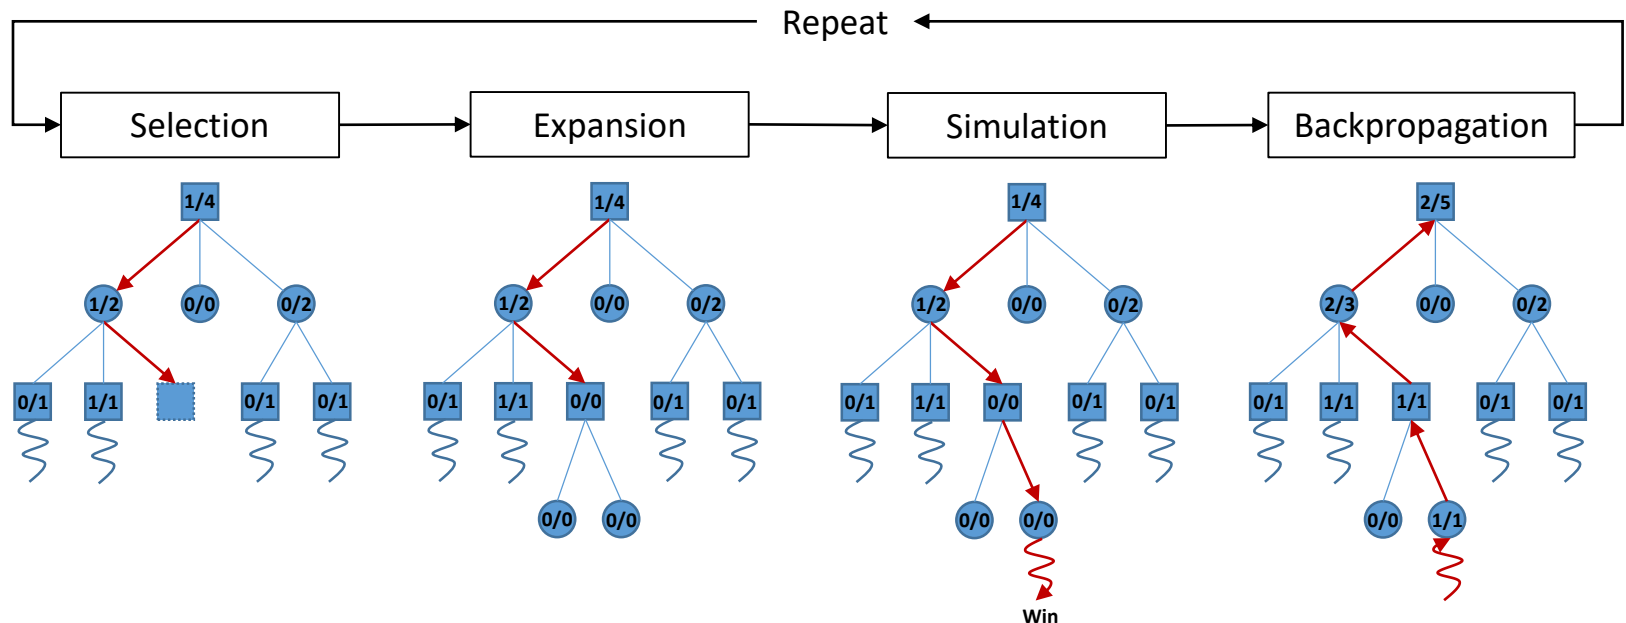 Repeat
Selection Expansion Simulation Backpropagation
1/4 1/4 1/4 2/5
1/2 0/0 0/2 1/2 0/0 0/2 1/2 0/0 0/2 2/3 0/0 0/2
0/1 1/1 0/1 0/1 0/1 1/1 0/0 0/1 0/1 0/1 1/1 0/0 0/1 0/1 0/1 1/1 1/1 0/1 0/1
0/0 0/0 0/0 0/0 0/0 1/1
Win